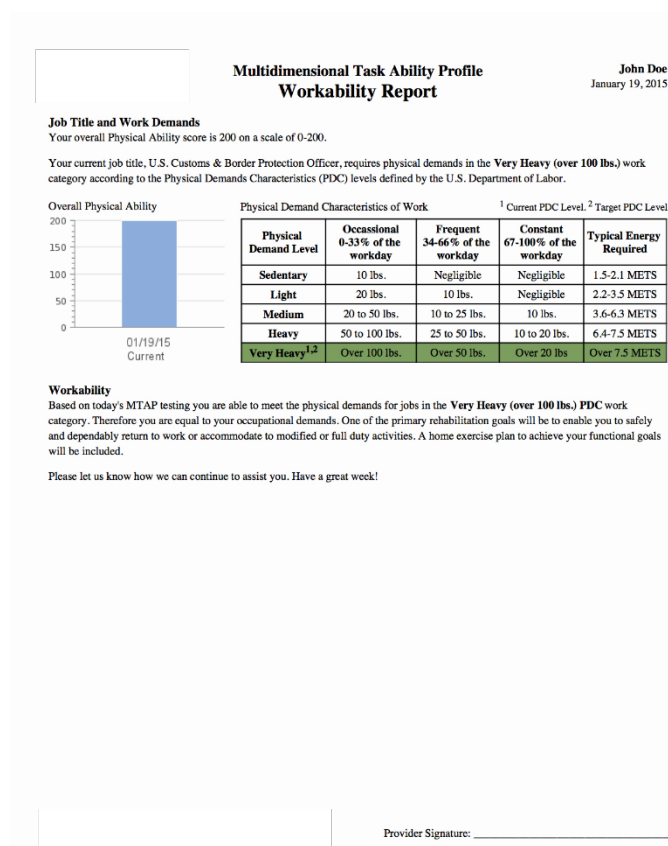 Multidimensional Task Ability Profile
Workability Report
John Doe
January 19, 2015
Job Title and Work Demands
Your overall Physical Ability score is 200 on a scale of 0-200.
Your current job title, U.S. Customs & Border Protection Officer, requires physical demands in the Very Heavy (over 100 lbs.) work
category according to the Physical Demands Characteristics (PDC) levels defined by the U.S. Department of Labor.
Overall Physical Ability
200
150
100
50
0
01/19/15
Current
Physical Demand Characteristics of Work
1 Current PDC Level. 2 Target PDC Level
Physical Demand Level | Occassional 0-33% of the workday | Frequent 34-66% of the workday | Constant 67-100% of the workday | Typical Energy Required
Sedentary | 10 lbs. | Negligible | Negligible | 1.5-2.1 METS
Light | 20 lbs. | 10 lbs. | Negligible | 2.2-3.5 METS
Medium | 20 to 50 lbs. | 10 to 25 lbs. | 10 lbs. | 3.6-6.3 METS
Heavy | 50 to 100 lbs. | 25 to 50 lbs. | 10 to 20 lbs. | 6.4-7.5 METS
Very Heavy1,2 | Over 100 lbs. | Over 50 lbs. | Over 20 lbs | Over 7.5 METS
Workability
Based on today's MTAP testing you are able to meet the physical demands for jobs in the Very Heavy (over 100 lbs.) PDC work
category. Therefore you are equal to your occupational demands. One of the primary rehabilitation goals will be to enable you to safely
and dependably return to work or accommodate to modified or full duty activities. A home exercise plan to achieve your functional goals
will be included.
Please let us know how we can continue to assist you. Have a great week!
Provider Signature: